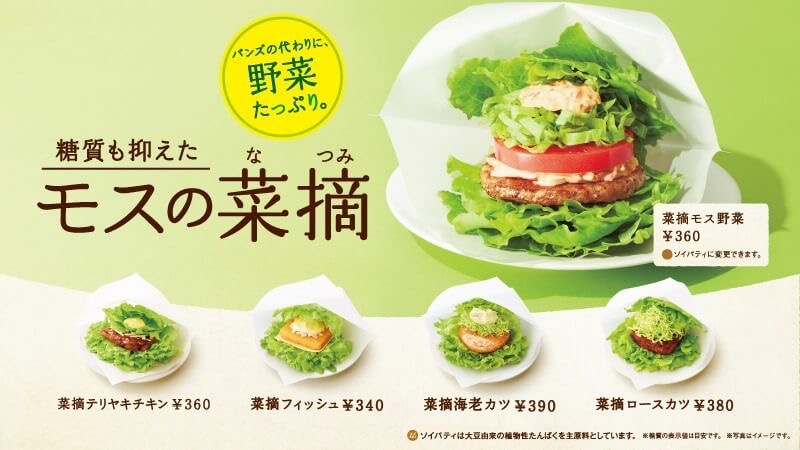 バンズの代わりに、
野菜
たっぷり。
糖質も抑えた
な つみ
モスの菜摘
菜摘モス野菜
¥360
ソイパティに変更できます。
菜摘テリヤキチキン ¥360
菜摘フィッシュ ¥340
菜摘海老カツ ¥390
菜摘ロースカツ ¥380
ソイパティは大豆由来の植物性たんぱくを主原料としています。 ※糖質の表示値は目安です。 ※写真はイメージです。